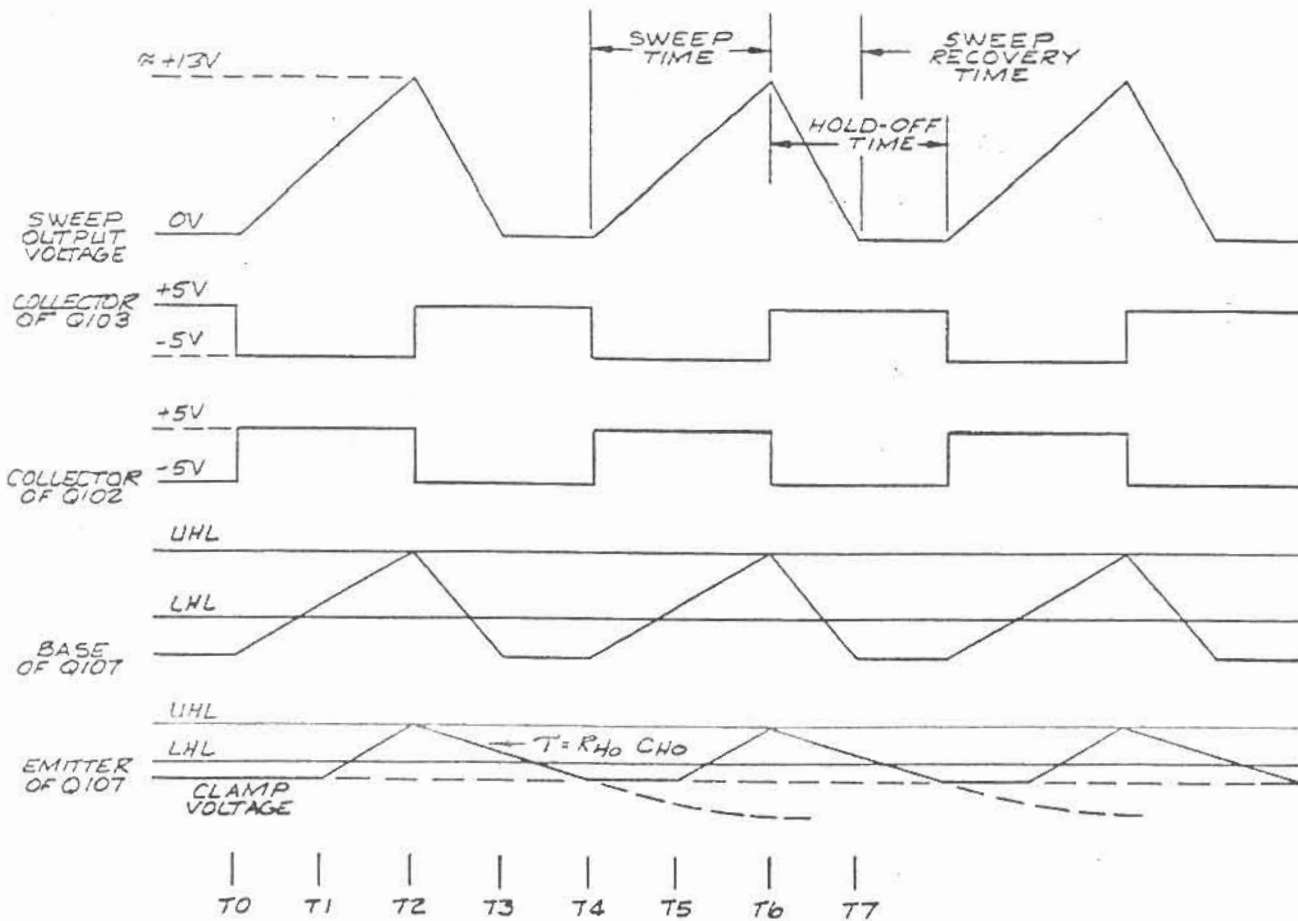 SWEEP
TIME
SWEEP
RECOVERY
TIME
≈ +13V
HOLD-OFF
TIME
0V
SWEEP
OUTPUT
VOLTAGE
+5V
COLLECTOR
OF Q103
-5V
+5V
-5V
COLLECTOR
OF Q102
UHL
LHL
BASE
OF Q107
UHL
T = RHO CHO
LHL
EMITTER
OF Q107
CLAMP
VOLTAGE
T0 T1 T2 T3 T4 T5 T6 T7